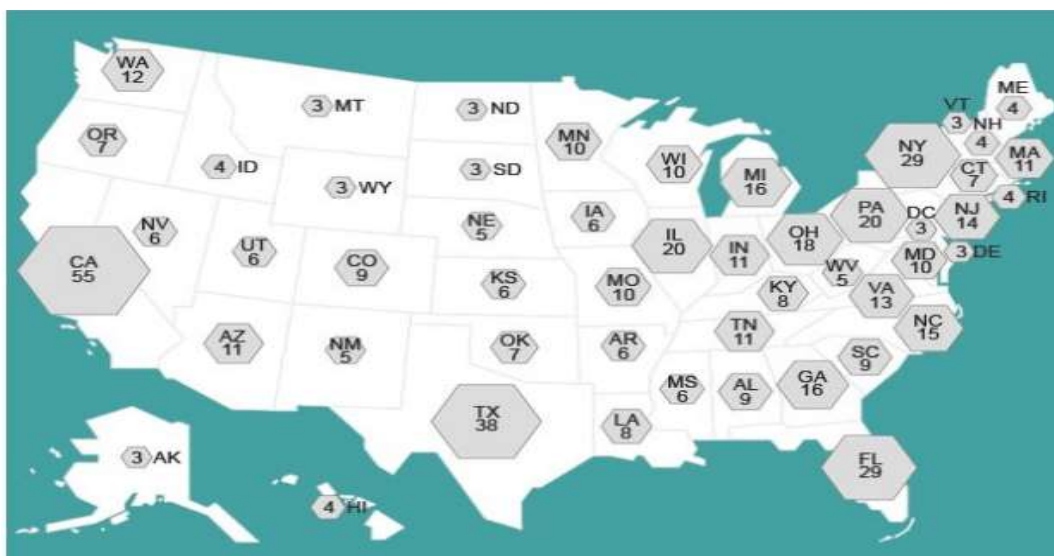 WA
12
3 MT
3 ND
ME
4
VT
3
NH
4
OR
7
MN
10
NY
29
MA
11
WI
10
4 ID
3 SD
CT
7
MI
16
3 WY
4 RI
PA
20
DC
3
NJ
14
NV
6
NE
5
IA
6
OH
18
IL
20
UT
6
IN
11
MD
10
3 DE
CA
55
CO
9
WV
5
KS
6
MO
10
KY
8
VA
13
NC
15
TN
11
AZ
11
NM
5
OK
7
AR
6
SC
9
MS
6
AL
9
GA
16
TX
38
LA
8
3 AK
FL
29
4 HI